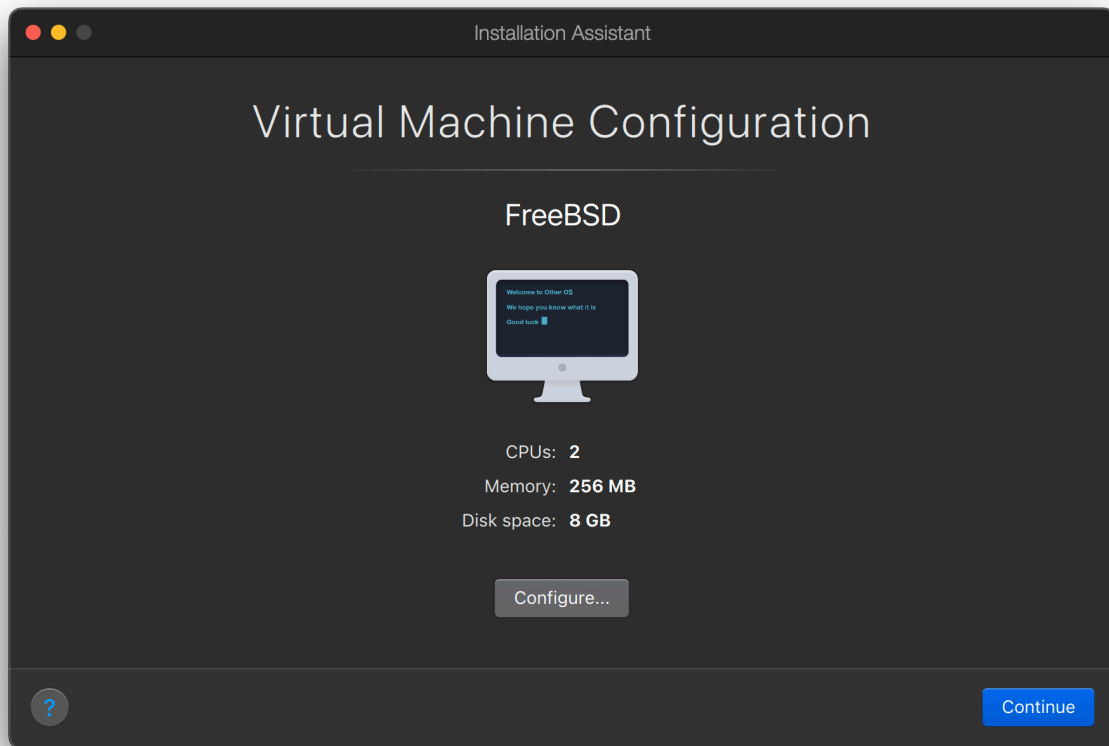 Installation Assistant
Virtual Machine Configuration
FreeBSD
Welcome to Other OS
We hope you know what it is
Good luck
CPUs: 2
Memory: 256 MB
Disk space: 8 GB
Configure...
?
Continue